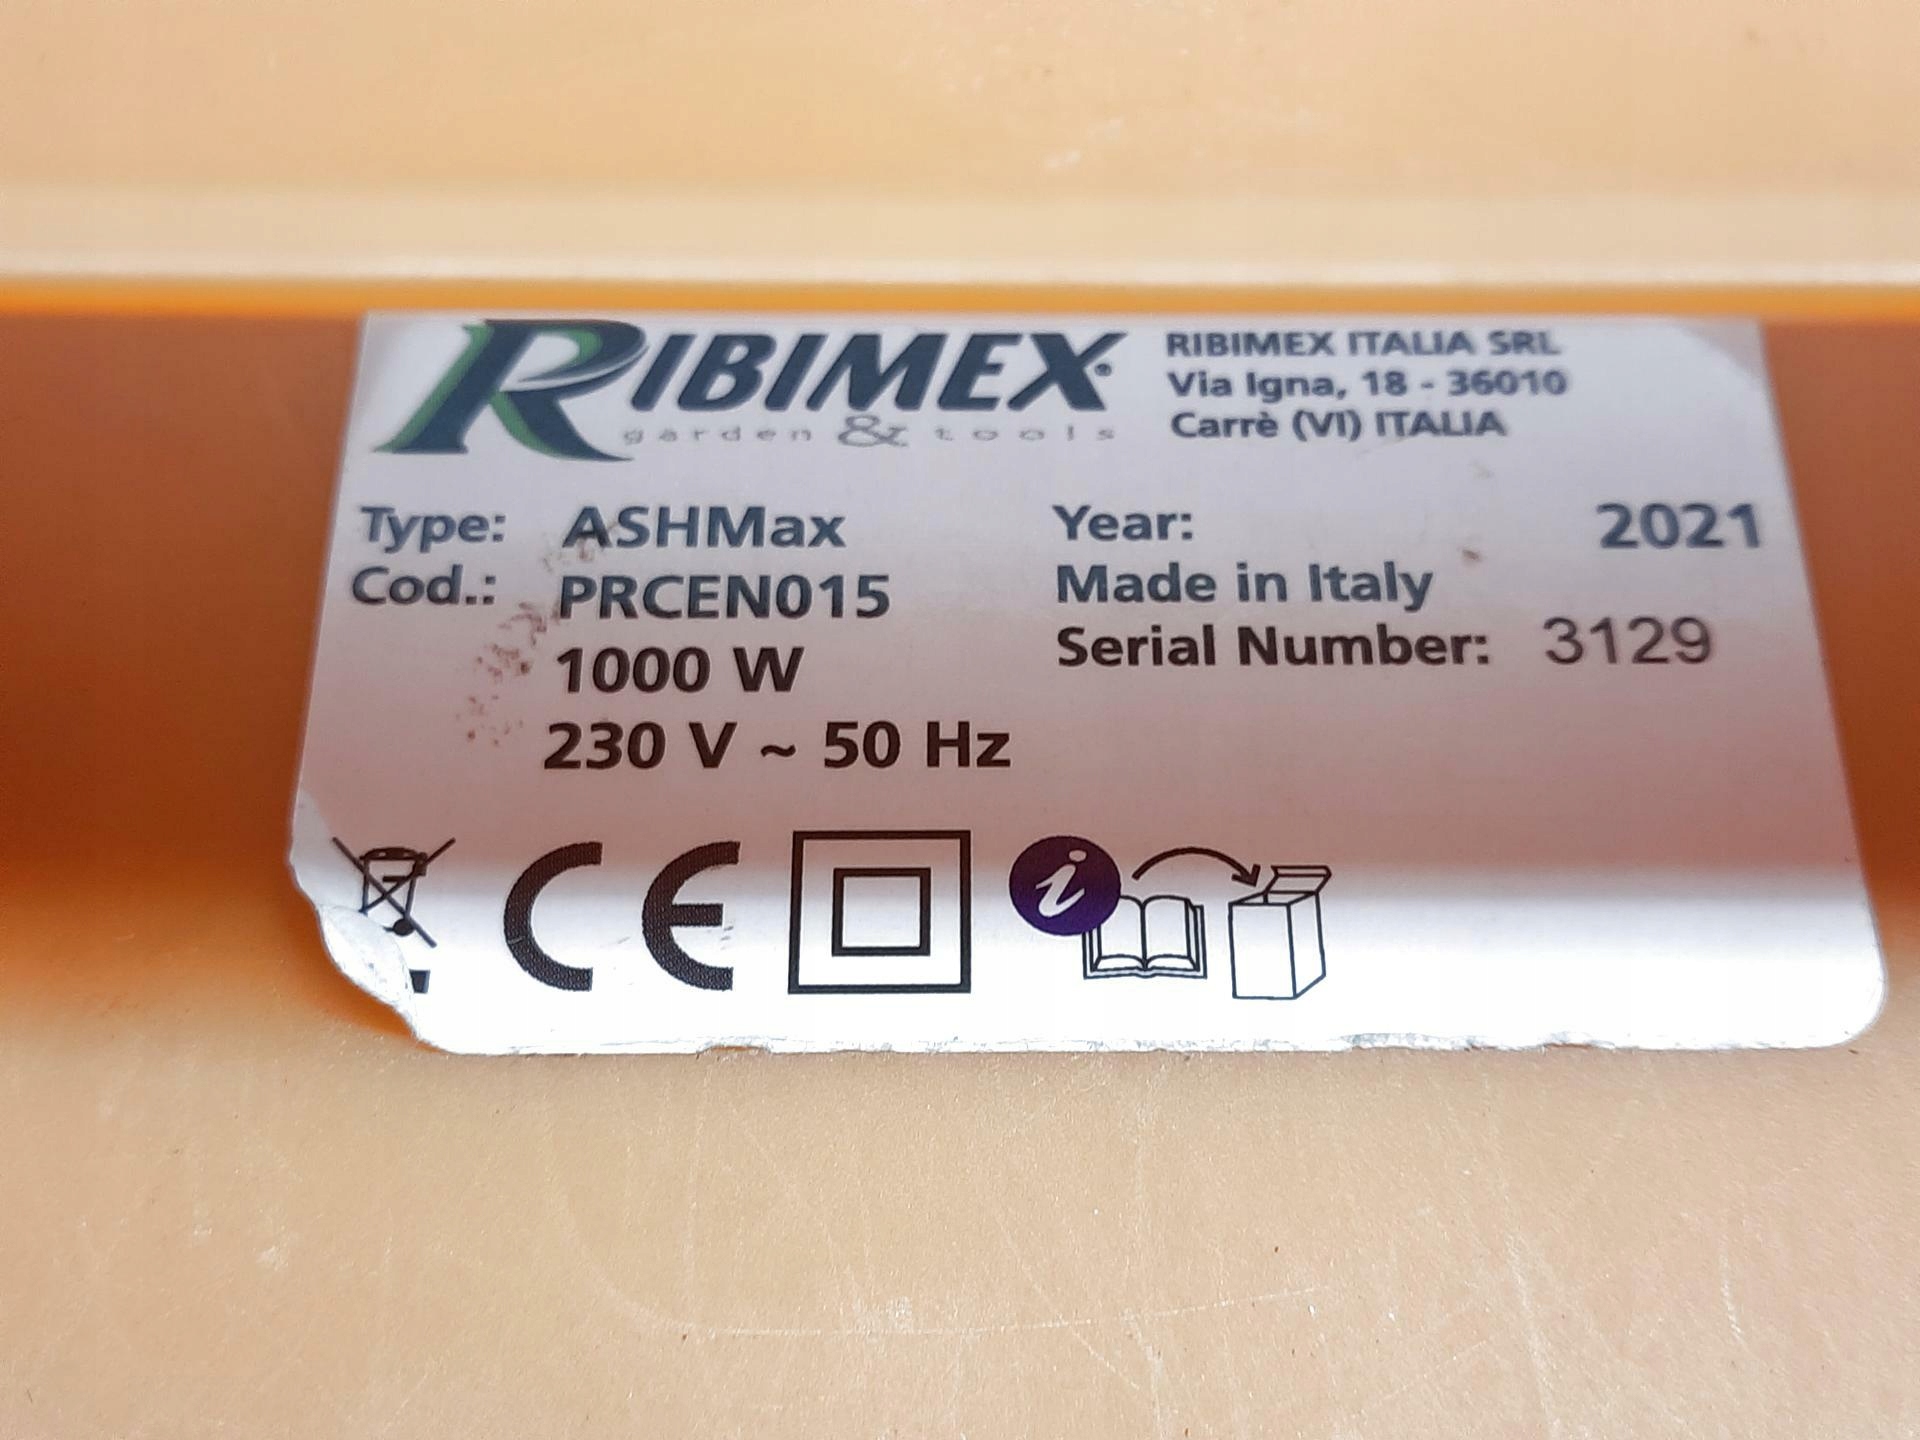 RIBIMEX
garden & tools
RIBIMEX ITALIA SRL
Via Igna, 18 - 36010
Carrè (VI) ITALIA
Type: ASHMax
Cod.: PRCEN015
1000 W
230 V ~ 50 Hz
Year: 2021
Made in Italy
Serial Number: 3129
CE
i